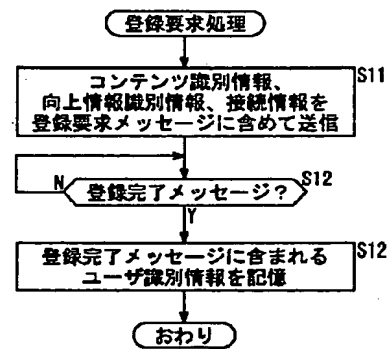 登録要求処理
コンテンツ識別情報、
向上情報識別情報、接続情報を
登録要求メッセージに含めて送信
S11
登録完了メッセージ？
S12
N
Y
登録完了メッセージに含まれる
ユーザ識別情報を記憶
S12
おわり